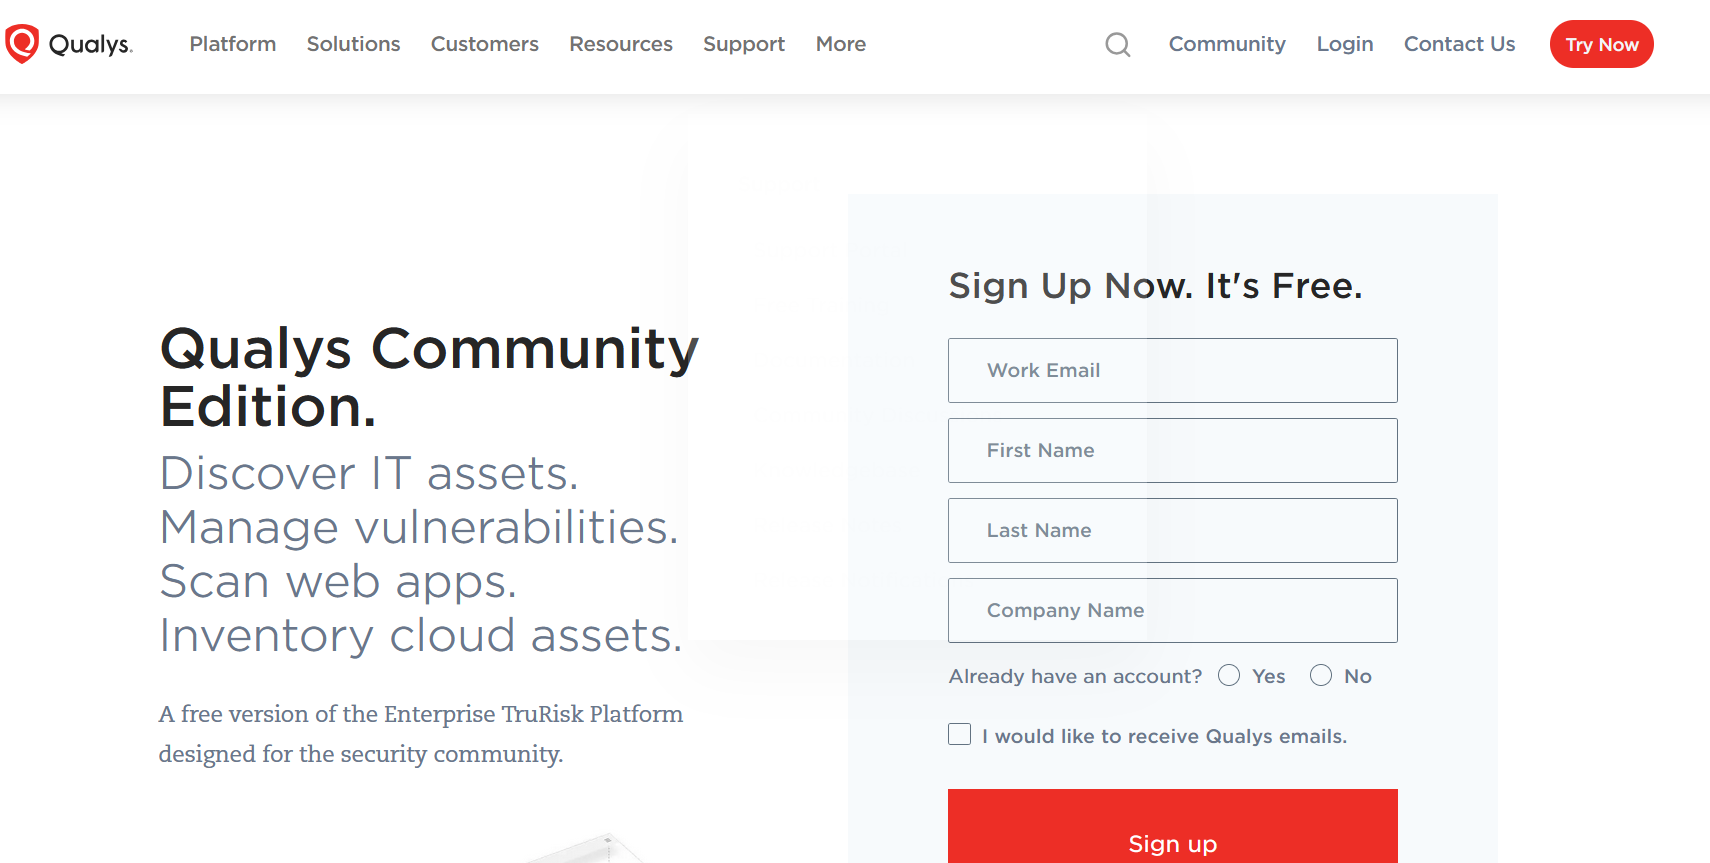 Qualys.
Platform Solutions Customers Resources Support More
Community Login Contact Us Try Now
Qualys Community
Edition.
Discover IT assets.
Manage vulnerabilities.
Scan web apps.
Inventory cloud assets.
A free version of the Enterprise TruRisk Platform
designed for the security community.
Sign Up Now. It's Free.
Work Email
First Name
Last Name
Company Name
Already have an account? Yes No
I would like to receive Qualys emails.
Sign up